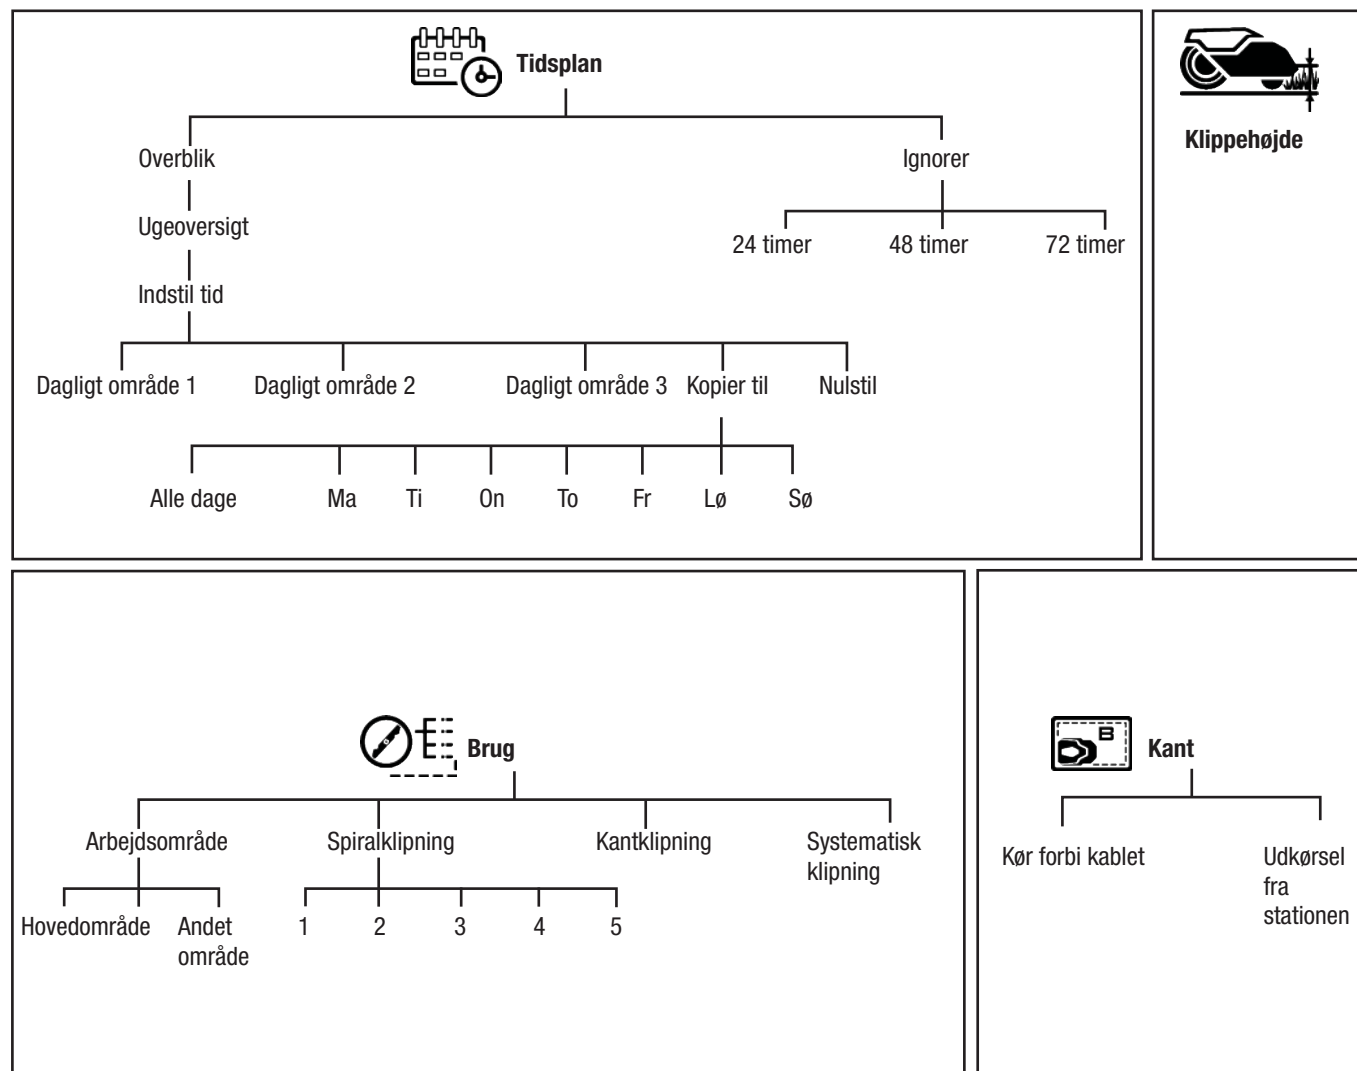 Tidsplan
Overblik
Ignorer
Ugeoversigt
24 timer 48 timer 72 timer
Indstil tid
Dagligt område 1 Dagligt område 2 Dagligt område 3 Kopier til Nulstil
Alle dage Ma Ti On To Fr Lø Sø
Klippehøjde
Brug
Arbejdsområde Spiralklipning Kantklipning Systematisk
klipning
Hovedområde Andet
område
1 2 3 4 5
B
Kant
Kør forbi kablet
Udkørsel
fra
stationen